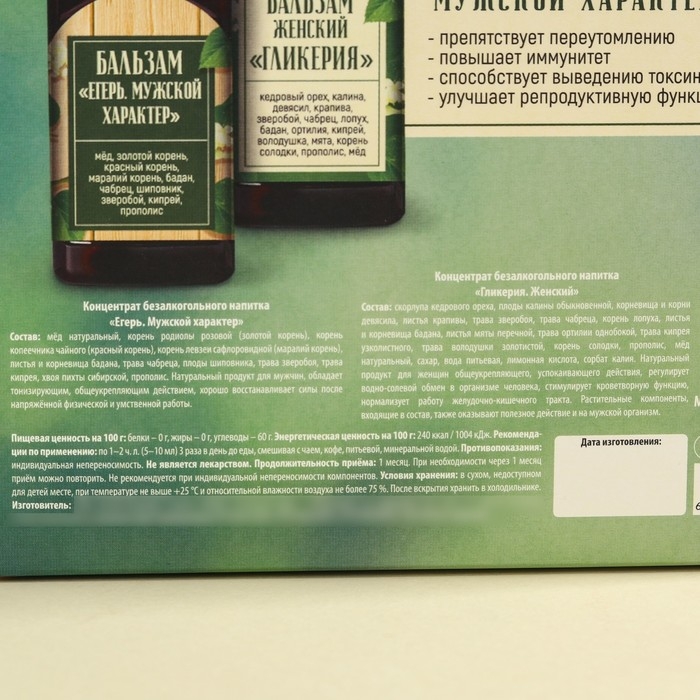 БАЛЬЗАМ
«ЕГЕРЬ. МУЖСКОЙ
ХАРАКТЕР»
мёд, золотой корень,
красный корень,
маралий корень, бадан,
чабрец, шиповник,
зверобой, кипрей,
прополис
БАЛЬЗАМ
ЖЕНСКИЙ
«ГЛИКЕРИЯ»
кедровый орех, калина,
девясил, крапива,
зверобой, чабрец, лопух,
бадан, ортилия, кипрей,
володушка, мята, корень
солодки, прополис, мёд
МУЖСКОЙ ХАРАКТЕ
- препятствует переутомлению
- повышает иммунитет
- способствует выведению токсин
- улучшает репродуктивную функц
Концентрат безалкогольного напитка
«Егерь. Мужской характер»
Состав: мёд натуральный, корень родиолы розовой (золотой корень), корень
копеечника чайного (красный корень), корень левзеи сафлоровидной (маралий корень),
листья и корневища бадана, трава чабреца, плоды шиповника, трава зверобоя, трава
кипрея, хвоя пихты сибирской, прополис. Натуральный продукт для мужчин, обладает
тонизирующим, общеукрепляющим действием, хорошо восстанавливает силы после
напряжённой физической и умственной работы.
Концентрат безалкогольного напитка
«Гликерия. Женский»
Состав: скорлупа кедрового ореха, плоды калины обыкновенной, корневища и корни
девясила, листья крапивы, трава зверобоя, трава чабреца, корень лопуха, листья
и корневища бадана, листья мяты перечной, трава ортилии однобокой, трава кипрея
узколистного, трава володушки золотистой, корень солодки, прополис, мёд
натуральный, сахар, вода питьевая, лимонная кислота, сорбат калия. Натуральный
продукт для женщин общеукрепляющего, успокаивающего действия, регулирует
водно-солевой обмен в организме человека, стимулирует кроветворную функцию,
нормализует работу желудочно-кишечного тракта. Растительные компоненты,
входящие в состав, также оказывают полезное действие и на мужской организм.
Пищевая ценность на 100 г: белки – 0 г, жиры – 0 г, углеводы – 60 г. Энергетическая ценность на 100 г: 240 ккал / 1004 кДж. Рекоменда-
ции по применению: по 1–2 ч. л. (5–10 мл) 3 раза в день до еды, смешивая с чаем, кофе, питьевой, минеральной водой. Противопоказания:
индивидуальная непереносимость. Не является лекарством. Продолжительность приёма: 1 месяц. При необходимости через 1 месяц
приём можно повторить. Не рекомендуется при индивидуальной непереносимости компонентов. Условия хранения: в сухом, недоступном
для детей месте, при температуре не выше +25 °С и относительной влажности воздуха не более 75 %. После вскрытия хранить в холодильнике.
Изготовитель:
Дата изготовления: